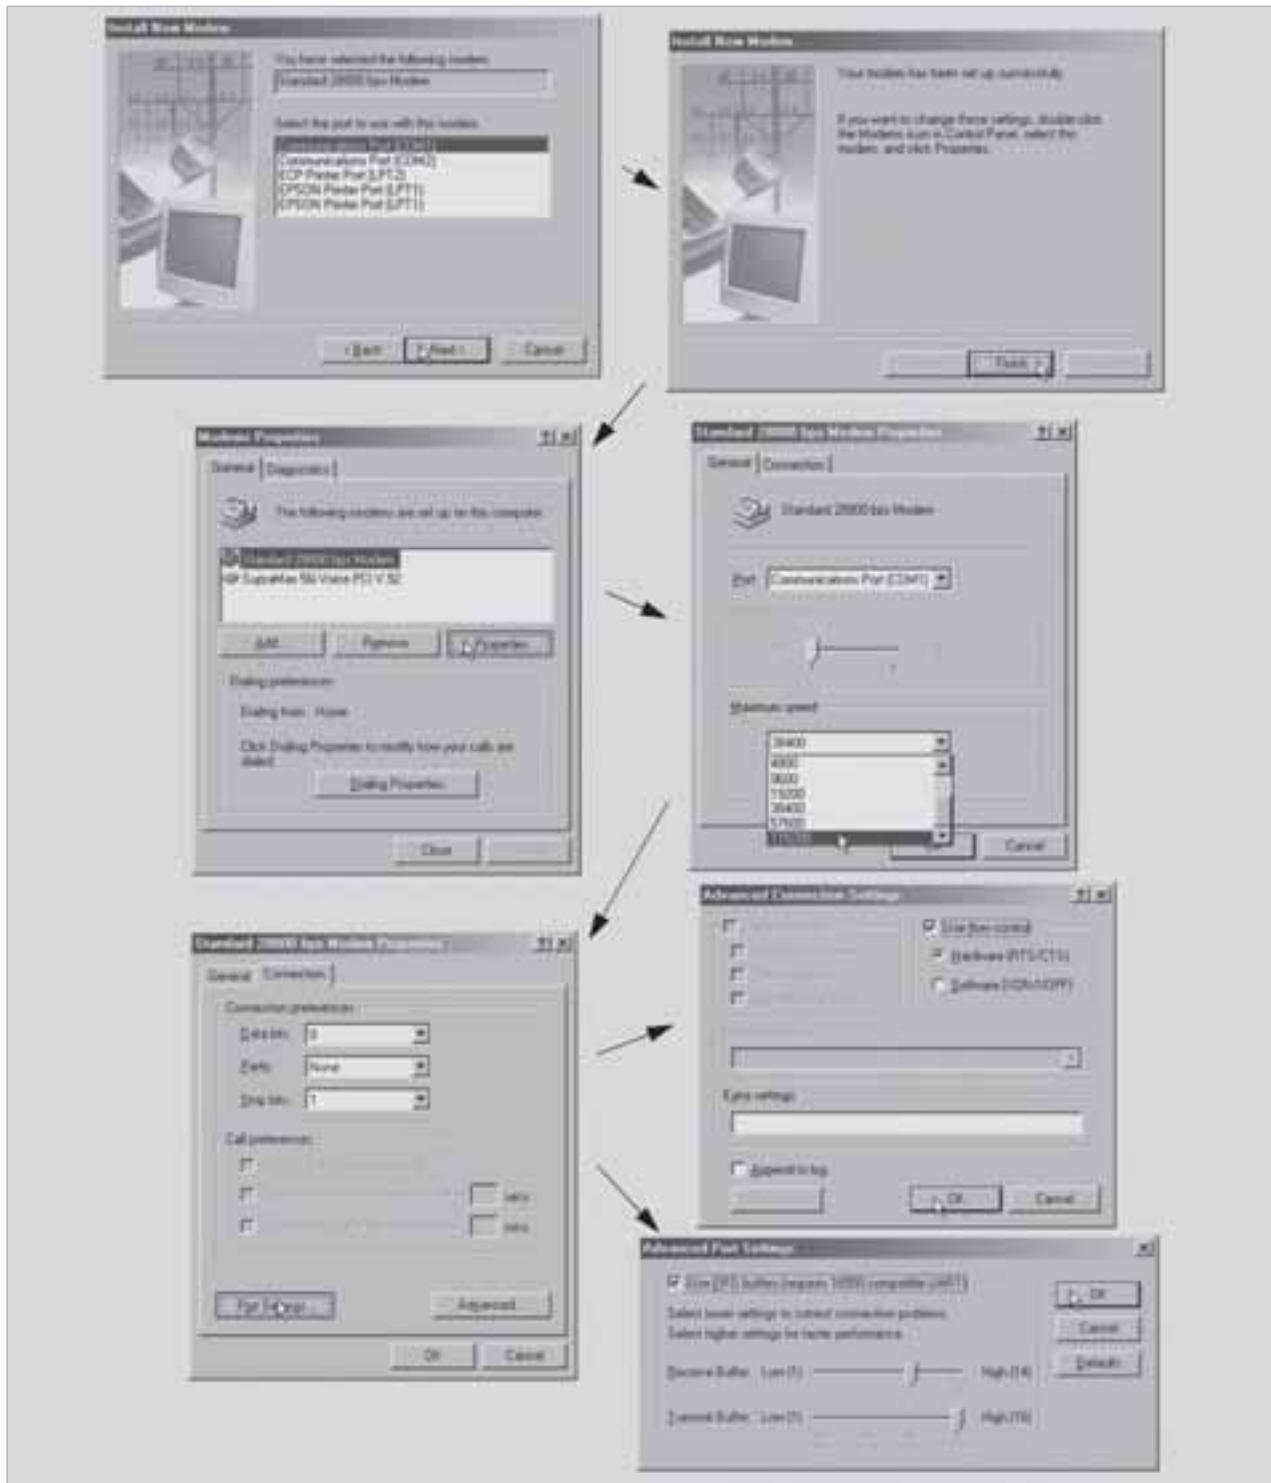 Install New Modem
You have selected the following modem:
Standard 28800 bps Modem
Select the port to use with this modem:
Communications Port (COM1)
Communications Port (COM2)
ECP Printer Port (LPT2)
EPSON Printer Port (LPT1)
EPSON Printer Port (LPT1)
< Back
Next >
Cancel
Install New Modem
Your modem has been set up successfully.
If you want to change these settings, double-click
the Modems icon in Control Panel, select this
modem, and click Properties.
Finish
Modems Properties
General
Diagnostics
The following modems are set up on this computer:
Standard 28800 bps Modem
SupraMax 56i Voice PCI V.92
Add...
Remove
Properties
Dialing preferences
Dialing from: Home
Click Dialing Properties to modify how your calls are
dialed.
Dialing Properties
Close
Standard 28800 bps Modem Properties
General
Connection
Standard 28800 bps Modem
Port:
Communications Port (COM1)
Maximum speed
38400
4800
9600
19200
38400
57600
115200
Cancel
Standard 28800 bps Modem Properties
General
Connection
Connection preferences
Data bits:
8
Parity:
None
Stop bits:
1
Call preferences
secs
mins
Port Settings...
Advanced...
OK
Cancel
Advanced Connection Settings
Use flow control
Hardware (RTS/CTS)
Software (XON/XOFF)
Extra settings
Append to log
OK
Cancel
Advanced Port Settings
Use FIFO buffers (requires 16550 compatible UART)
Select lower settings to correct connection problems.
Select higher settings for faster performance.
Receive Buffer: Low (1)
High (14)
Transmit Buffer: Low (1)
High (16)
OK
Cancel
Defaults